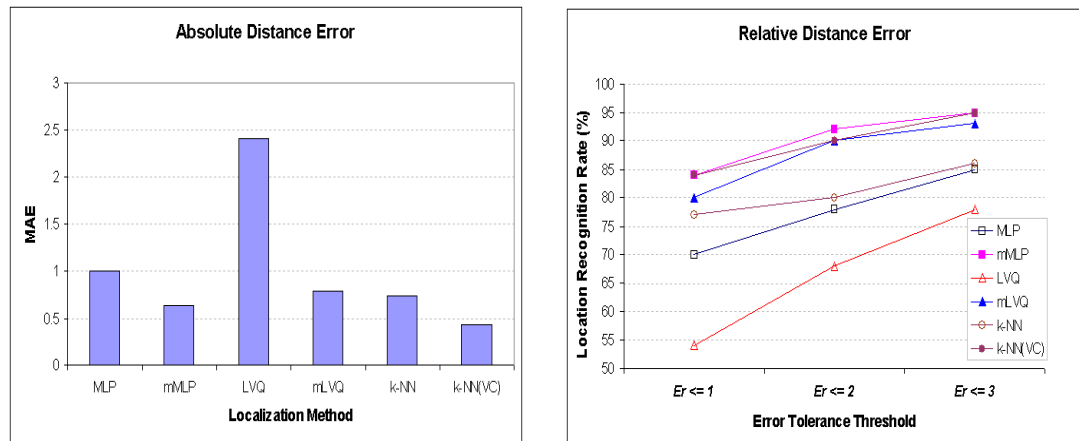 Absolute Distance Error
3
2.5
2
1.5
1
0.5
0
MAE
MLP mMLP LVQ mLVQ k-NN k-NN(VC)
Localization Method
Relative Distance Error
100
95
90
85
80
75
70
65
60
55
50
Location Recognition Rate (%)
MLP
mMLP
LVQ
mLVQ
k-NN
k-NN(VC)
Er <= 1 Er <= 2 Er <= 3
Error Tolerance Threshold